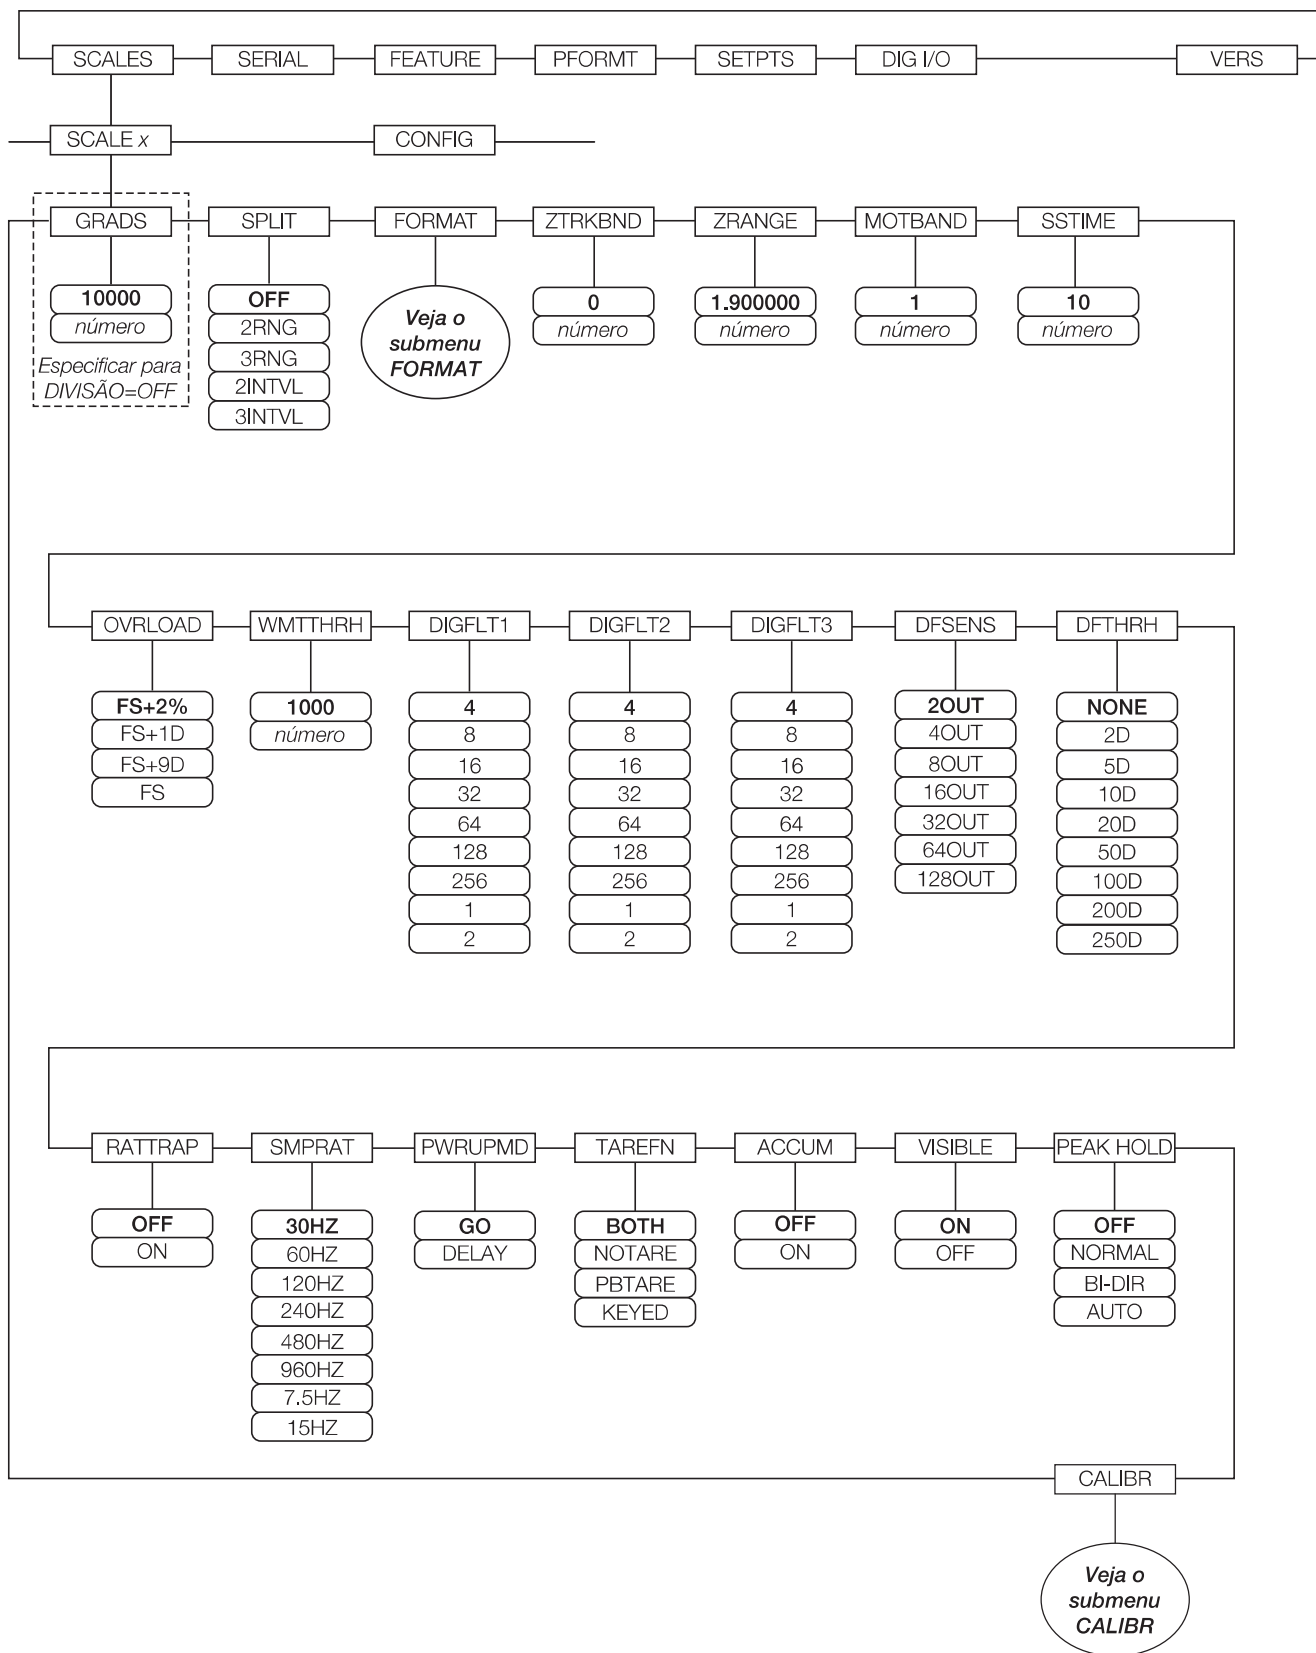 SCALES
SERIAL
FEATURE
PFORMT
SETPTS
DIG I/O
VERS
SCALE x
CONFIG
GRADS
10000
número
Especificar para
DIVISÃO=OFF
SPLIT
OFF
2RNG
3RNG
2INTVL
3INTVL
FORMAT
Veja o
submenu
FORMAT
ZTRKBND
0
número
ZRANGE
1.900000
número
MOTBAND
1
número
SSTIME
10
número
OVRLOAD
FS+2%
FS+1D
FS+9D
FS
WMTTHRH
1000
número
DIGFLT1
4
8
16
32
64
128
256
1
2
DIGFLT2
4
8
16
32
64
128
256
1
2
DIGFLT3
4
8
16
32
64
128
256
1
2
DFSENS
2OUT
4OUT
8OUT
16OUT
32OUT
64OUT
128OUT
DFTHRH
NONE
2D
5D
10D
20D
50D
100D
200D
250D
RATTRAP
OFF
ON
SMPRAT
30HZ
60HZ
120HZ
240HZ
480HZ
960HZ
7.5HZ
15HZ
PWRUPMD
GO
DELAY
TAREFN
BOTH
NOTARE
PBTARE
KEYED
ACCUM
OFF
ON
VISIBLE
ON
OFF
PEAK HOLD
OFF
NORMAL
BI-DIR
AUTO
CALIBR
Veja o
submenu
CALIBR